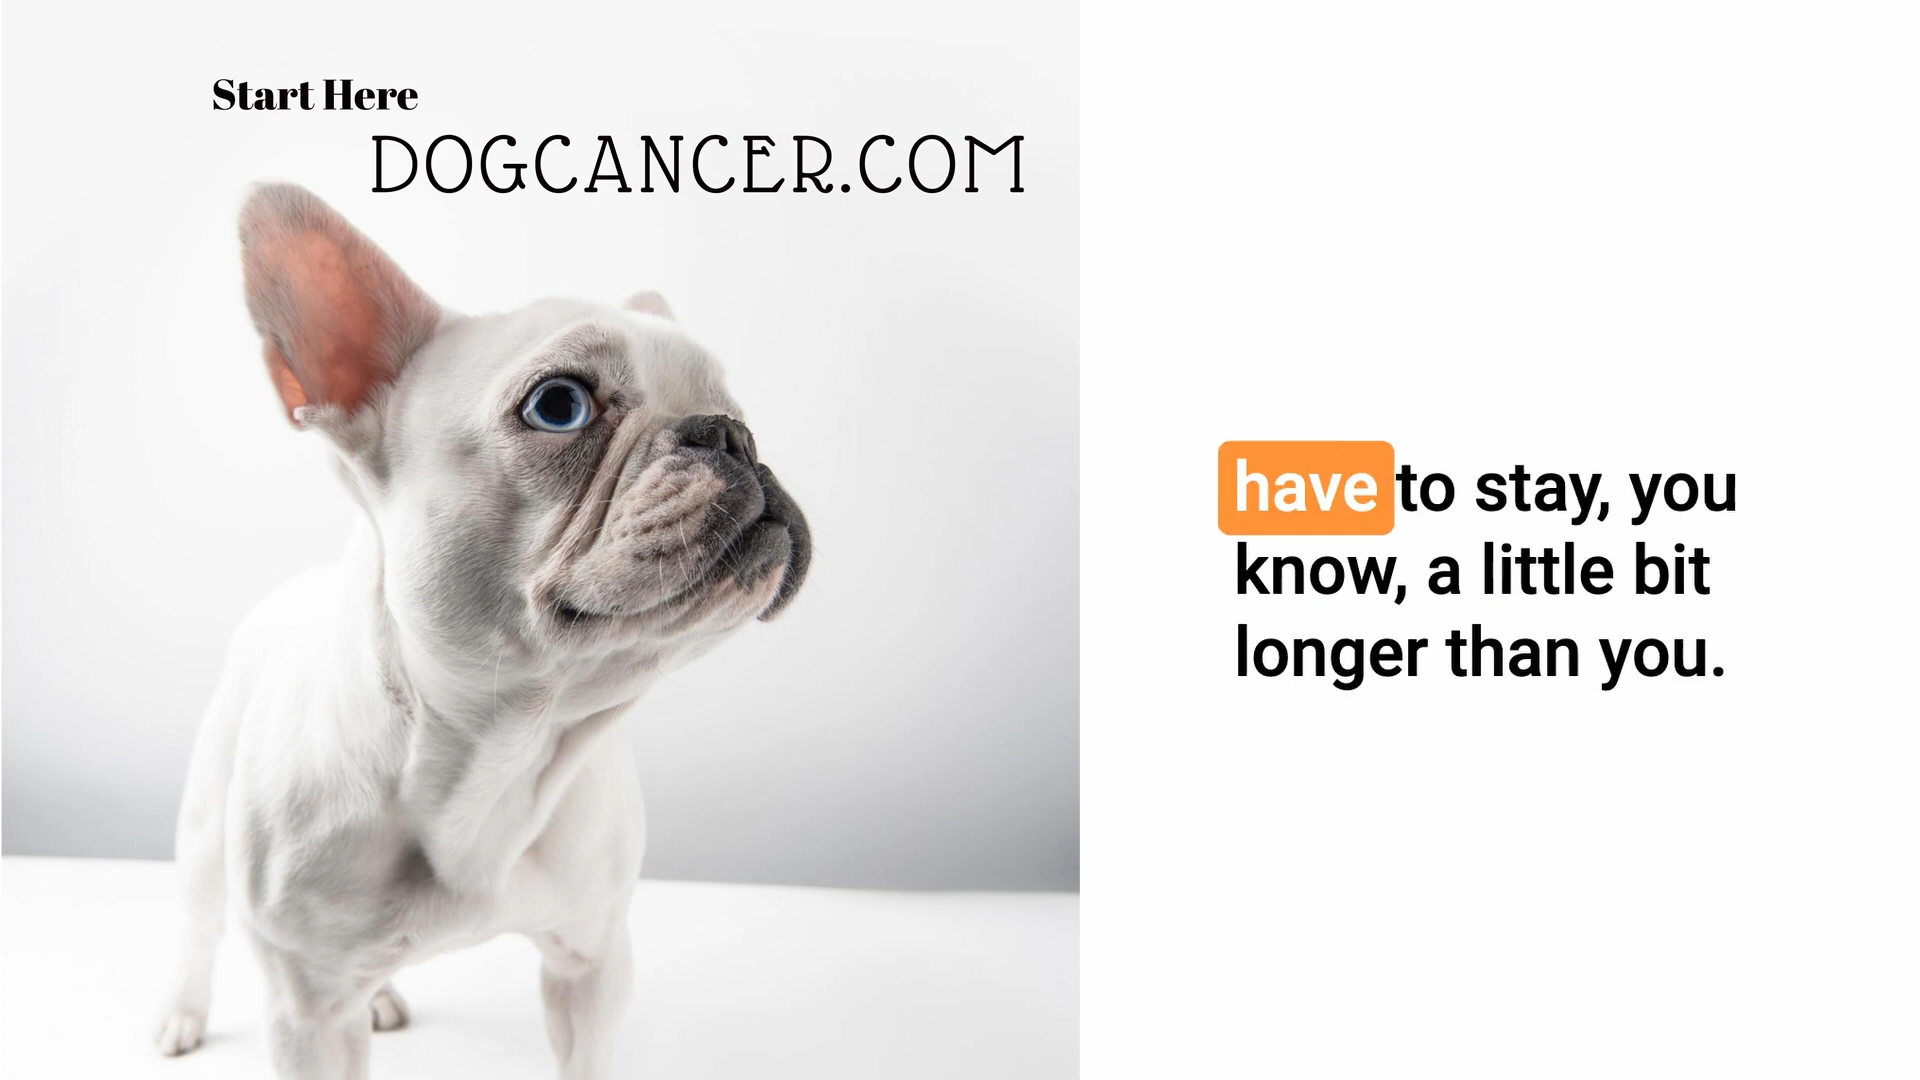 Start Here
DOGCANCER.COM
have to stay, you
know, a little bit
longer than you.